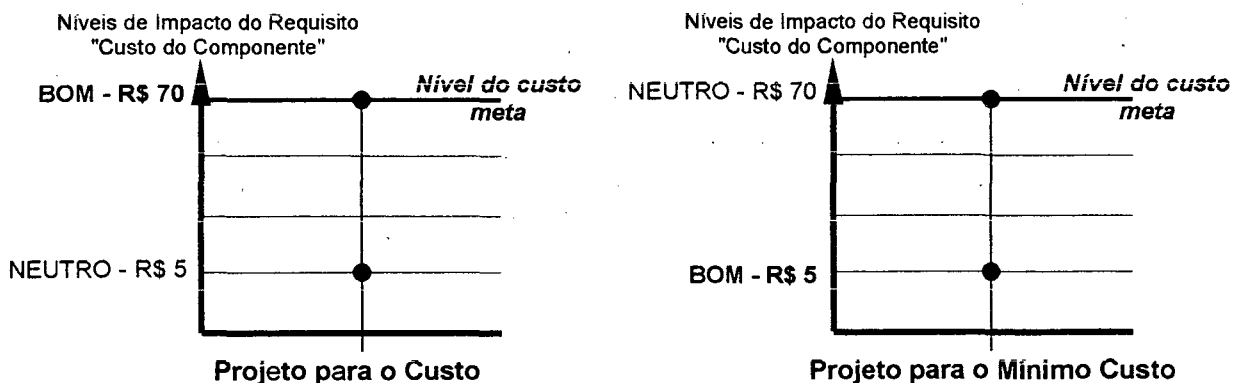 Níveis de Impacto do Requisito
"Custo do Componente"
BOM - R$ 70
Nível do custo
meta
NEUTRO - R$ 5
Projeto para o Custo
Níveis de Impacto do Requisito
"Custo do Componente"
NEUTRO - R$ 70
Nível do custo
meta
BOM - R$ 5
Projeto para o Mínimo Custo